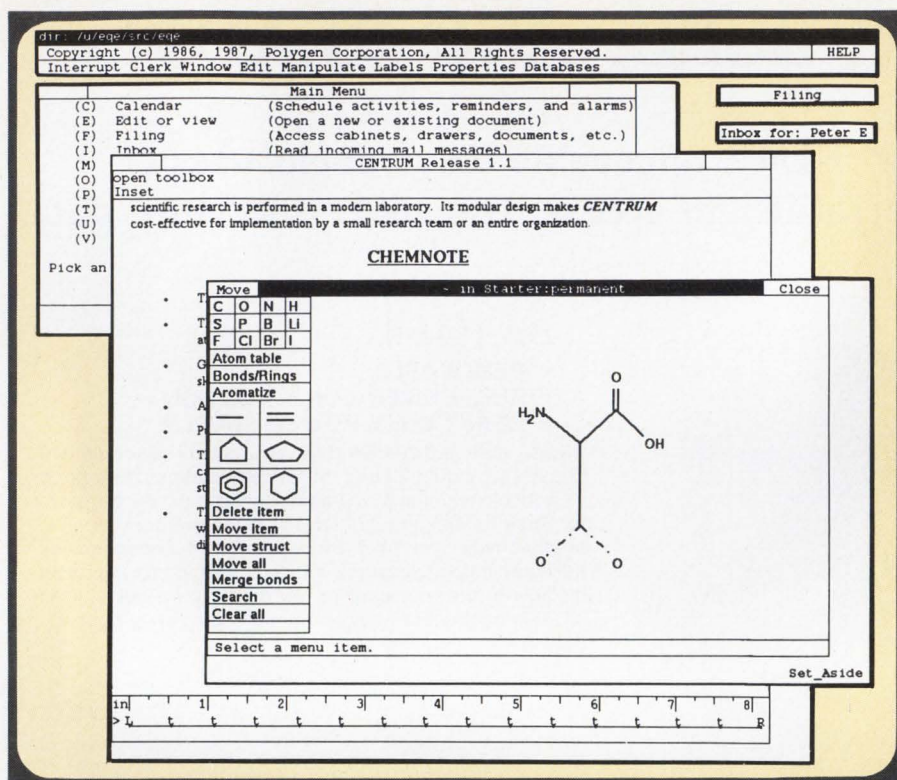 dir: /u/eqe/src/eqe
Copyright (c) 1986, 1987, Polygen Corporation, All Rights Reserved. HELP
Interrupt Clerk Window Edit Manipulate Labels Properties Databases
Main Menu
(C) Calendar (Schedule activities, reminders, and alarms)
(E) Edit or view (Open a new or existing document)
(F) Filing (Access cabinets, drawers, documents, etc.)
(I) Inbox (Read incoming mail messages)
(M)
(O)
(P)
(T)
(U)
(V)
Pick an
Filing
Inbox for: Peter E
CENTRUM Release 1.1
open toolbox
Inset
scientific research is performed in a modern laboratory. Its modular design makes CENTRUM
cost-effective for implementation by a small research team or an entire organization.
CHEMNOTE
Move - in Starter:permanent Close
C O N H
S P B Li
F Cl Br I
Atom table
Bonds/Rings
Aromatize
Delete item
Move item
Move struct
Move all
Merge bonds
Search
Clear all
O
H2N
OH
O O
Select a menu item.
Set_Aside
in 1 2 3 4 5 6 7 8
> L t t t t t t t t t t t t t t t R